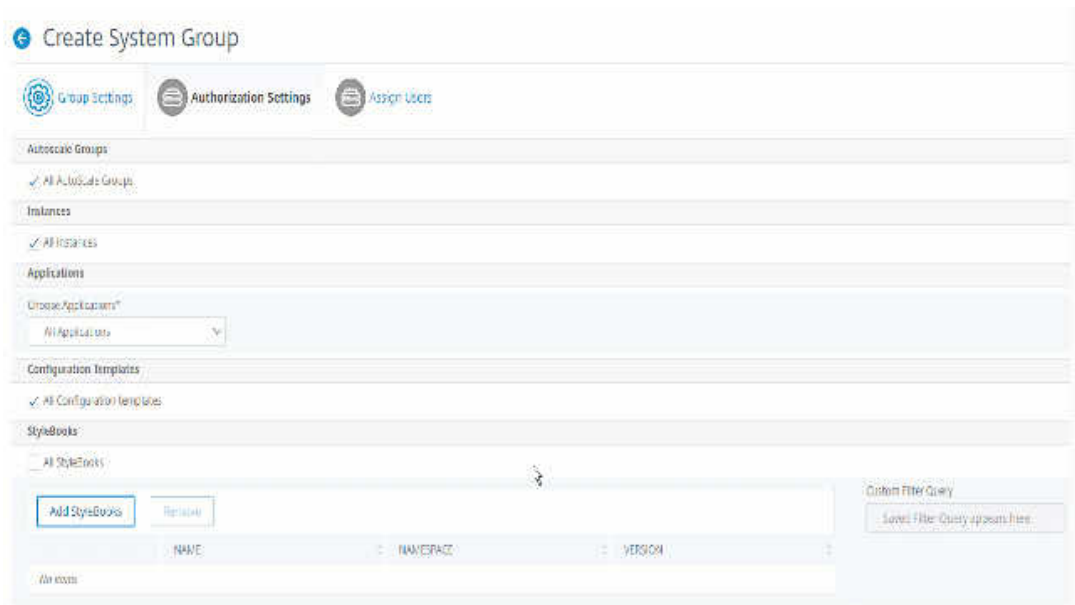 Create System Group
Group Settings
Authorization Settings
Assign Users
Autoscale Groups
All AutoScale Groups
Instances
All Instances
Applications
Choose Applications*
All Applications
Configuration Templates
All Configuration templates
StyleBooks
All StyleBooks
Custom Filter Query
Add StyleBooks
Remove
Saved Filter Query appears here
NAME
NAMESPACE
VERSION
No items